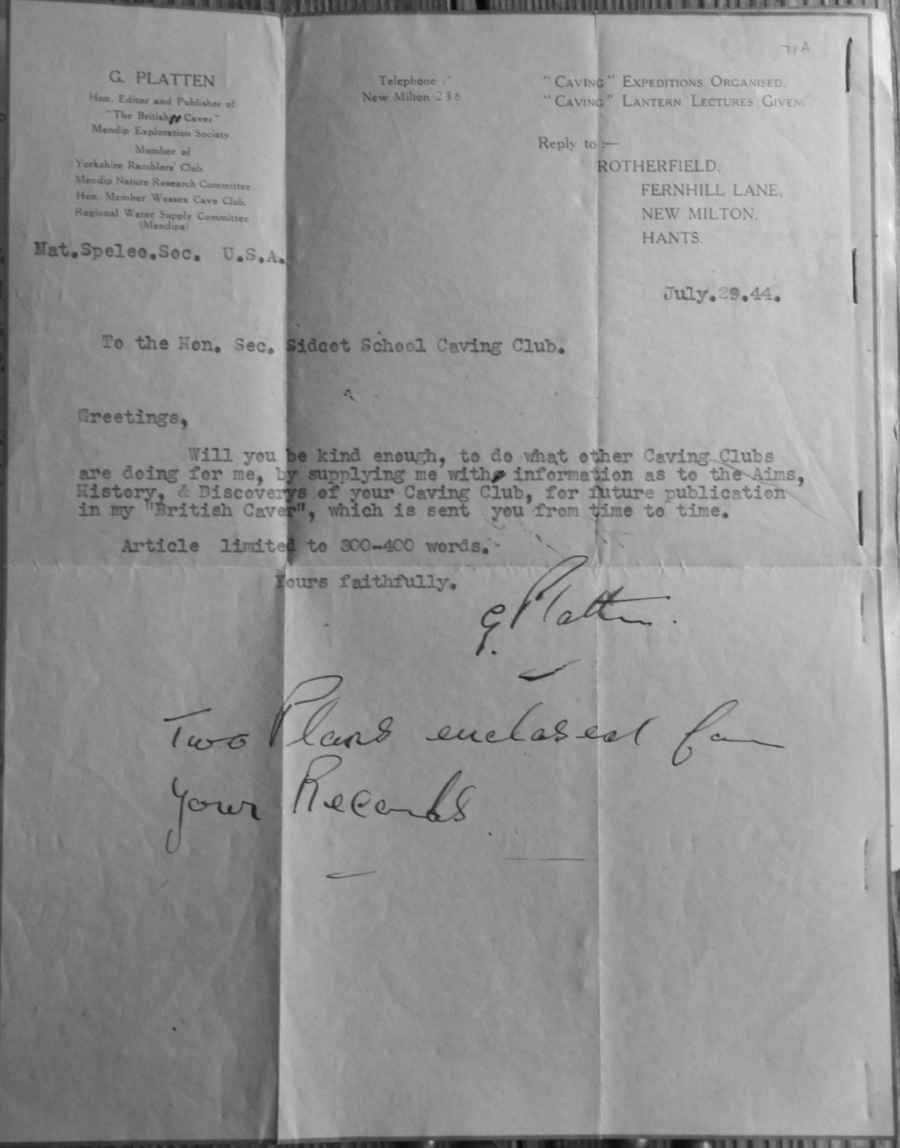 71A
G. PLATTEN
Hon. Editor and Publisher of
"The British Caver"
Mendip Exploration Society
Member of
Yorkshire Ramblers' Club
Mendip Nature Research Committee
Hon. Member Wessex Cave Club
Regional Water Supply Committee
(Mendips)
Nat.Speleo.Soc. U.S.A.
Telephone
New Milton 236
"CAVING" EXPEDITIONS ORGANISED.
"CAVING" LANTERN LECTURES GIVEN.
Reply to :—
ROTHERFIELD,
FERNHILL LANE,
NEW MILTON,
HANTS.
July.29.44.
To the Hon. Sec. Sidcot School Caving Club.
Greetings,
Will you be kind enough, to do what other Caving Clubs
are doing for me, by supplying me with information as to the Aims,
History, & Discoverys of your Caving Club, for future publication
in my "British Caver", which is sent you from time to time.
Article limited to 300-400 words.
Yours faithfully.
G. Platten.
Two Plans enclosed for
your Records.